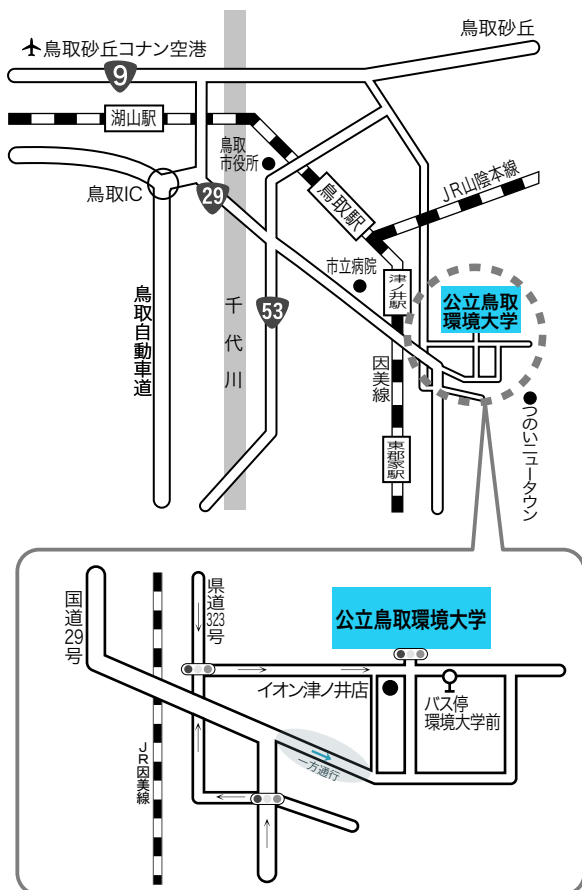 鳥取砂丘コナン空港
鳥取砂丘
9
湖山駅
鳥取
市役所
鳥取駅
JR山陰本線
鳥取IC
29
市立病院
津ノ井駅
公立鳥取
環境大学
53
千代川
鳥取自動車道
因美線
東郡家駅
つのいニュータウン
国道29号
県道323号
公立鳥取環境大学
イオン津ノ井店
バス停
環境大学前
一方通行
JR因美線